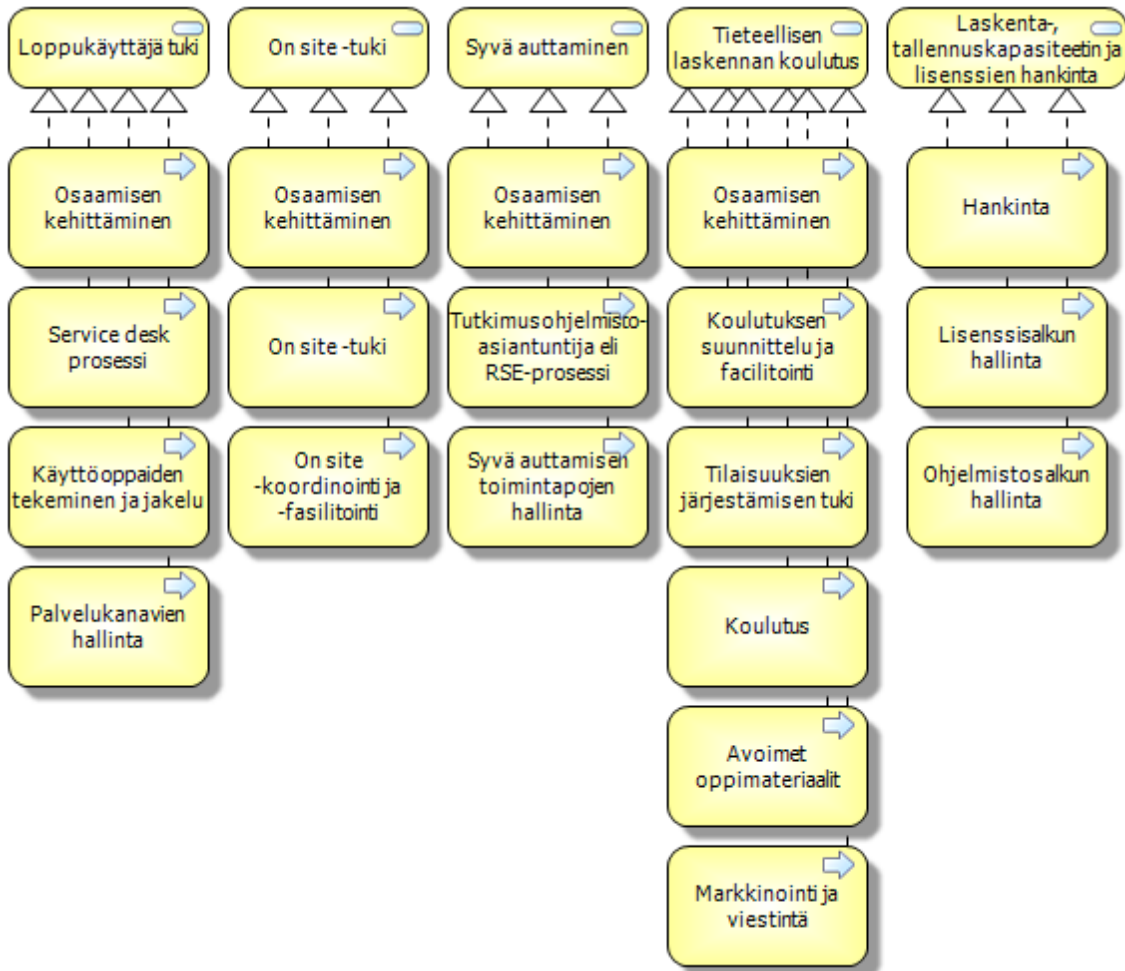 Loppukäyttäjä tuki
On site -tuki
Syvä auttaminen
Tieteellisen
laskennan koulutus
Laskenta-,
tallennuskapasiteetin ja
lisenssien hankinta
Osaamisen
kehittäminen
Osaamisen
kehittäminen
Osaamisen
kehittäminen
Osaamisen
kehittäminen
Hankinta
Service desk
prosessi
On site -tuki
Tutkimusohjelmisto-
asiantuntija eli
RSE-prosessi
Koulutuksen
suunnittelu ja
facilitointi
Lisenssisalkun
hallinta
Käyttöoppaiden
tekeminen ja jakelu
On site
-koordinointi ja
-fasilitointi
Syvä auttamisen
toimintapojen
hallinta
Tilaisuuksien
järjestämisen tuki
Ohjelmistosalkun
hallinta
Palvelukanavien
hallinta
Koulutus
Avoimet
oppimateriaalit
Markkinointi ja
viestintä